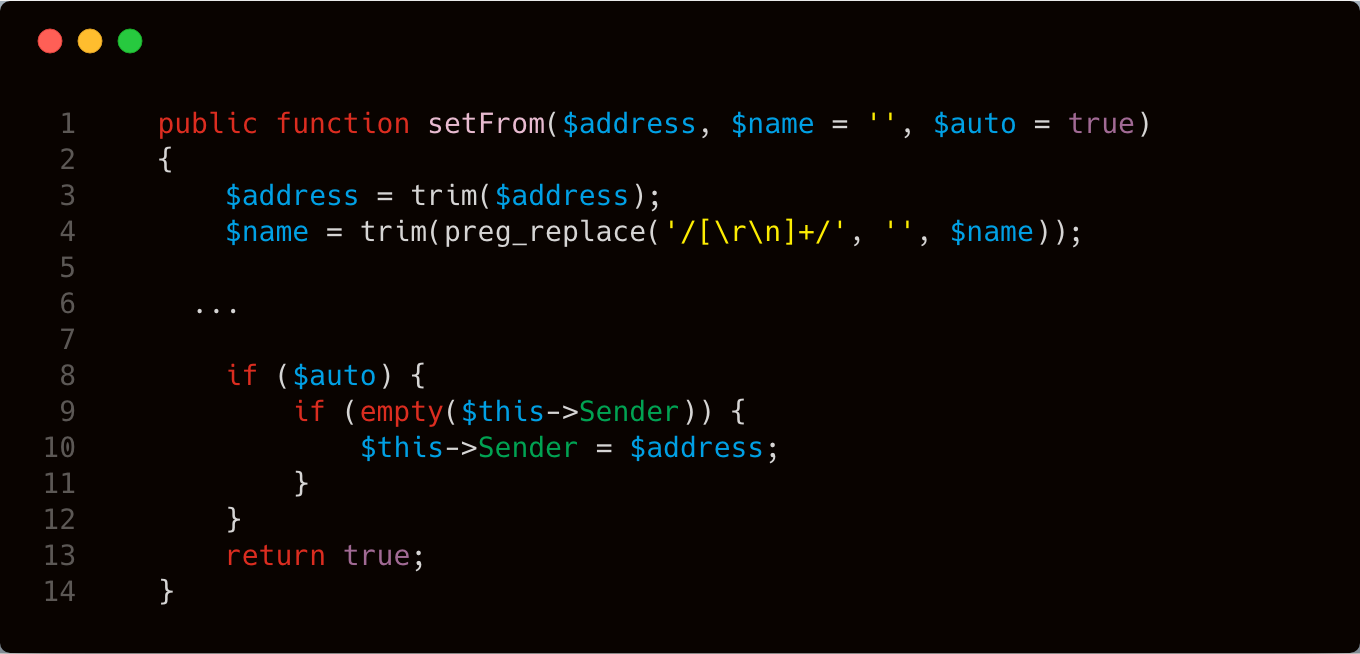 1 public function setFrom($address, $name = '', $auto = true)
2 {
3 $address = trim($address);
4 $name = trim(preg_replace('/[\r\n]+/', '', $name));
5
6 ...
7
8 if ($auto) {
9 if (empty($this->Sender)) {
10 $this->Sender = $address;
11 }
12 }
13 return true;
14 }